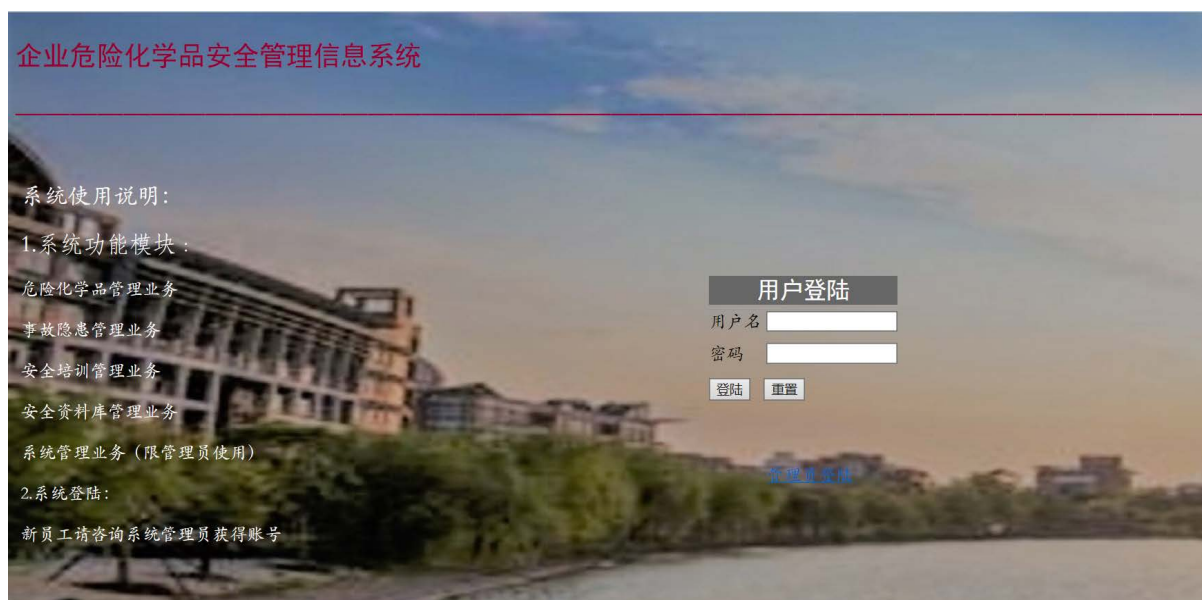 企业危险化学品安全管理信息系统
系统使用说明：
1.系统功能模块：
危险化学品管理业务
事故隐患管理业务
安全培训管理业务
安全资料库管理业务
系统管理业务（限管理员使用）
2.系统登陆：
新员工请咨询系统管理员获得账号
用户登陆
用户名
密码
登陆 重置
管理员登陆